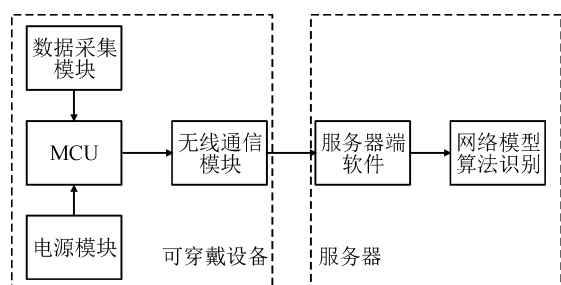 数据采集
模块
MCU
电源模块
无线通信
模块
可穿戴设备
服务器端
软件
网络模型
算法识别
服务器